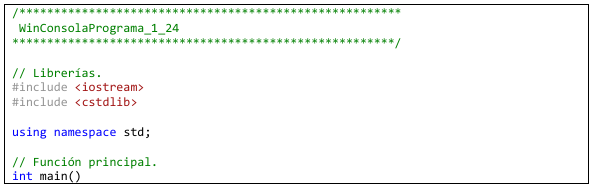 /*******************************************************
 WinConsolaPrograma_1_24
*******************************************************/

// Librerías.
#include <iostream>
#include <cstdlib>

using namespace std;

// Función principal.
int main()